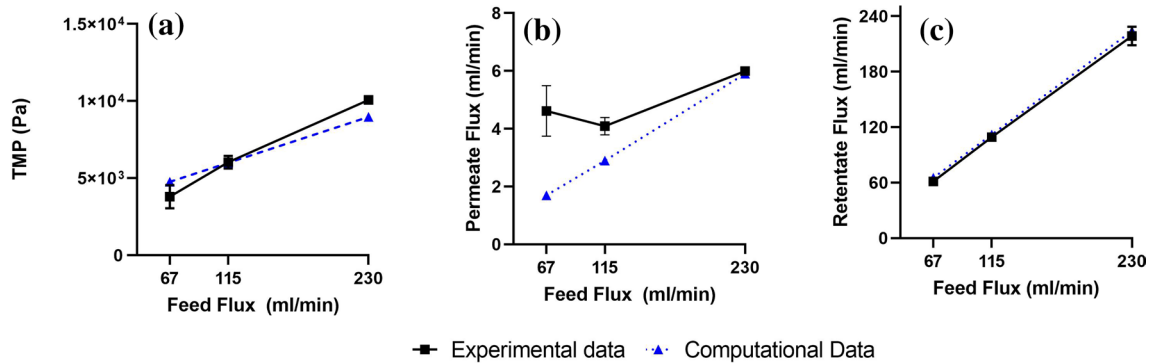 (a)
TMP (Pa)
1.5×10⁴
1×10⁴
5×10³
0
67 115 230
Feed Flux (ml/min)
(b)
Permeate Flux (ml/min)
8
6
4
2
0
67 115 230
Feed Flux (ml/min)
(c)
Retentate Flux (ml/min)
240
180
120
60
0
67 115 230
Feed Flux (ml/min)
Experimental data Computational Data